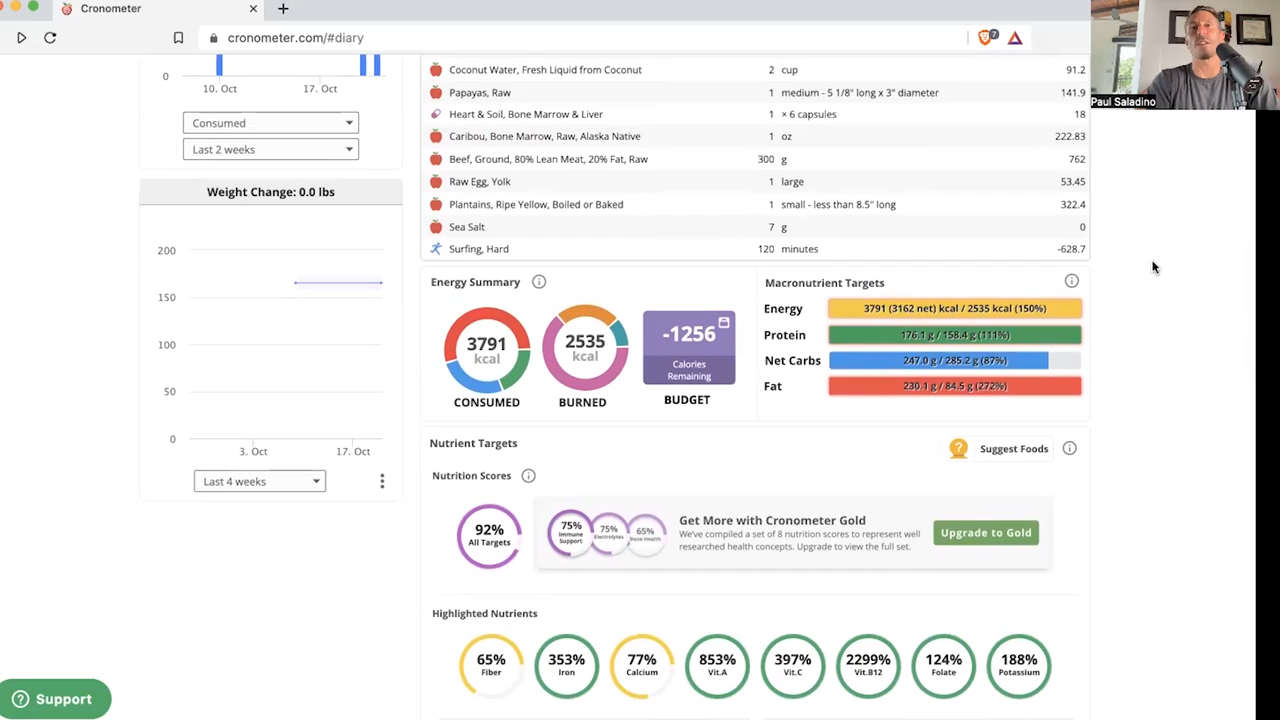 Cronometer
cronometer.com/#diary
7
Paul Saladino
0
10. Oct 17. Oct
Consumed
Last 2 weeks
Weight Change: 0.0 lbs
200
150
100
50
0
3. Oct 17. Oct
Last 4 weeks
Coconut Water, Fresh Liquid from Coconut 2 cup 91.2
Papayas, Raw 1 medium - 5 1/8" long x 3" diameter 141.9
Heart & Soil, Bone Marrow & Liver 1 × 6 capsules 18
Caribou, Bone Marrow, Raw, Alaska Native 1 oz 222.83
Beef, Ground, 80% Lean Meat, 20% Fat, Raw 300 g 762
Raw Egg, Yolk 1 large 53.45
Plantains, Ripe Yellow, Boiled or Baked 1 small - less than 8.5" long 322.4
Sea Salt 7 g 0
Surfing, Hard 120 minutes -628.7
Energy Summary
3791
kcal
CONSUMED
2535
kcal
BURNED
-1256
Calories
Remaining
BUDGET
Macronutrient Targets
Energy 3791 (3162 net) kcal / 2535 kcal (150%)
Protein 176.1 g / 158.4 g (111%)
Net Carbs 247.0 g / 285.2 g (87%)
Fat 230.1 g / 84.5 g (272%)
Nutrient Targets
? Suggest Foods
Nutrition Scores
92%
All Targets
75%
Immune
Support
75%
Electrolytes
65%
Bone Health
Get More with Cronometer Gold
We've compiled a set of 8 nutrition scores to represent well
researched health concepts. Upgrade to view the full set.
Upgrade to Gold
Highlighted Nutrients
65%
Fiber
353%
Iron
77%
Calcium
853%
Vit.A
397%
Vit.C
2299%
Vit.B12
124%
Folate
188%
Potassium
? Support